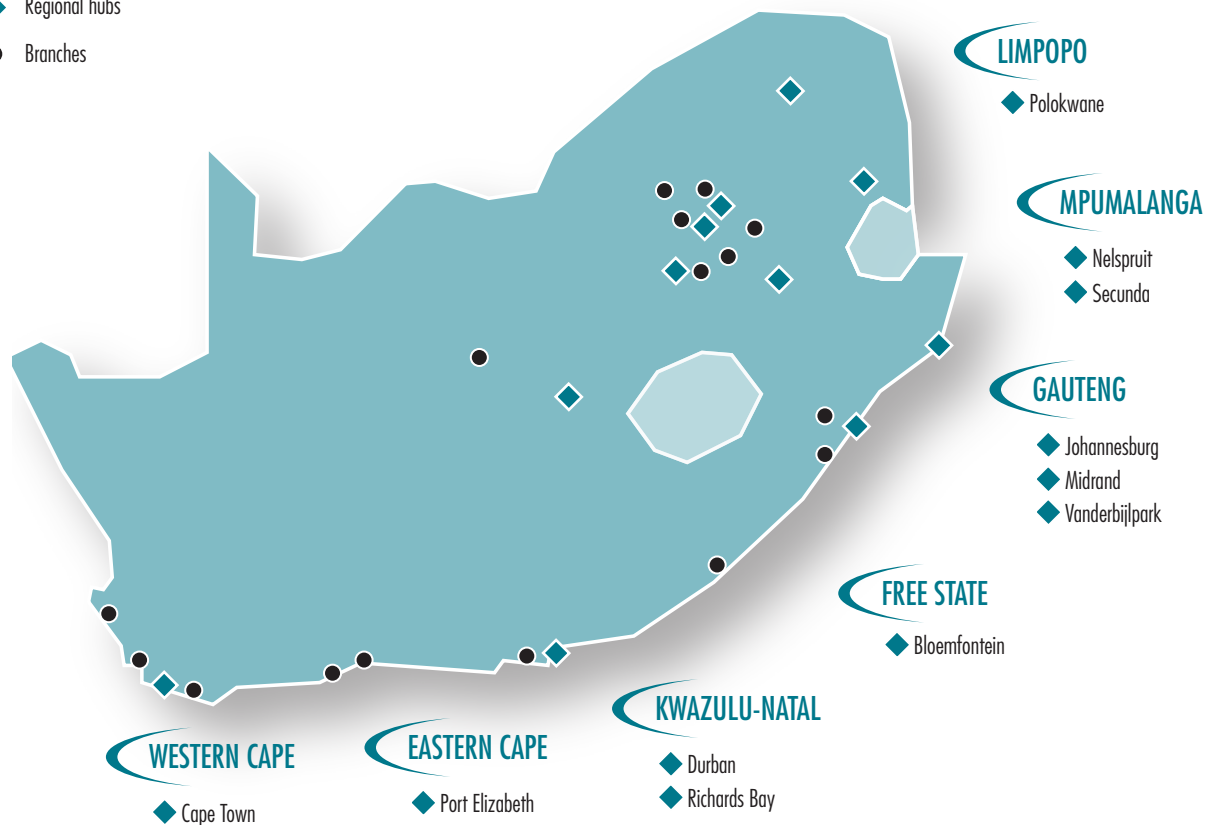 Regional hubs
Branches
LIMPOPO
Polokwane
MPUMALANGA
Nelspruit
Secunda
GAUTENG
Johannesburg
Midrand
Vanderbijlpark
FREE STATE
Bloemfontein
KWAZULU-NATAL
Durban
Richards Bay
EASTERN CAPE
Port Elizabeth
WESTERN CAPE
Cape Town